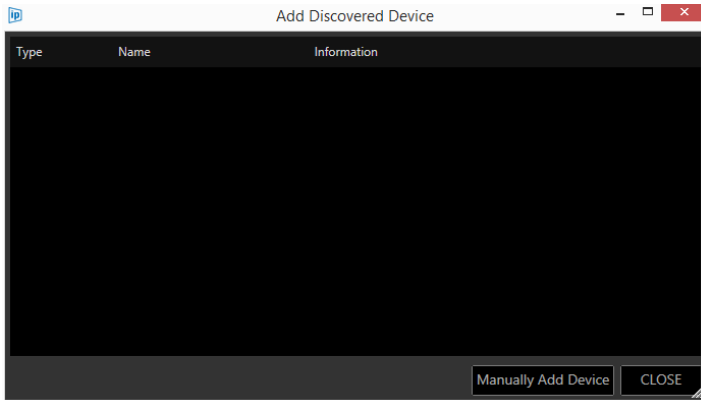 ip
Add Discovered Device
Type Name Information
Manually Add Device CLOSE